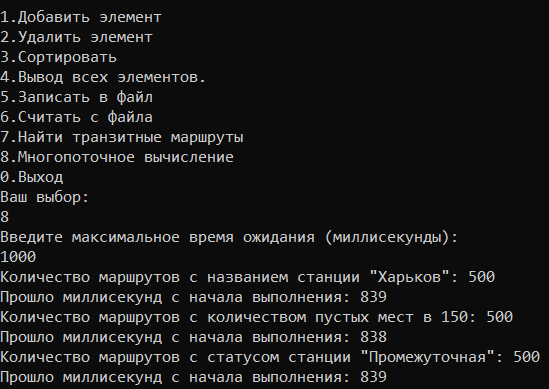 1.Добавить элемент
2.Удалить элемент
3.Сортировать
4.Вывод всех элементов.
5.Записать в файл
6.Считать с файла
7.Найти транзитные маршруты
8.Многопоточное вычисление
0.Выход
Ваш выбор:
8
Введите максимальное время ожидания (миллисекунды):
1000
Количество маршрутов с названием станции "Харьков": 500
Прошло миллисекунд с начала выполнения: 839
Количество маршрутов с количеством пустых мест в 150: 500
Прошло миллисекунд с начала выполнения: 838
Количество маршрутов с статусом станции "Промежуточная": 500
Прошло миллисекунд с начала выполнения: 839